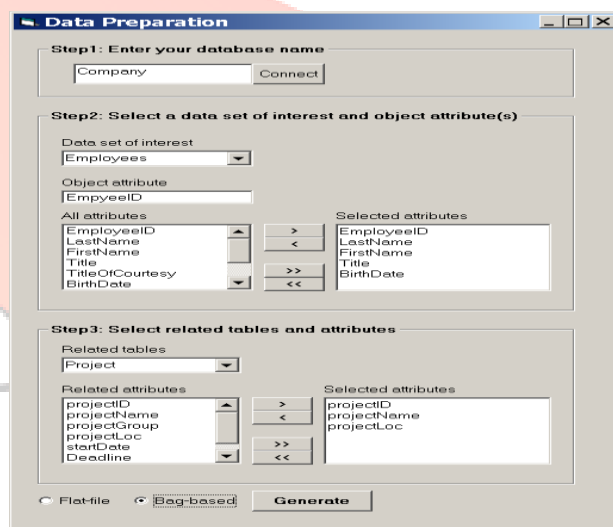 Data Preparation
Step1: Enter your database name
Company
Connect
Step2: Select a data set of interest and object attribute(s)
Data set of interest
Employees
Object attribute
EmpyeeID
All attributes
EmployeeID
LastName
FirstName
Title
TitleOfCourtesy
BirthDate
>
<
>>
<<
Selected attributes
EmployeeID
LastName
FirstName
Title
BirthDate
Step3: Select related tables and attributes
Related tables
Project
Related attributes
projectID
projectName
projectGroup
projectLoc
startDate
Deadline
>
<
>>
<<
Selected attributes
projectID
projectName
projectLoc
Flat-file
Bag-based
Generate